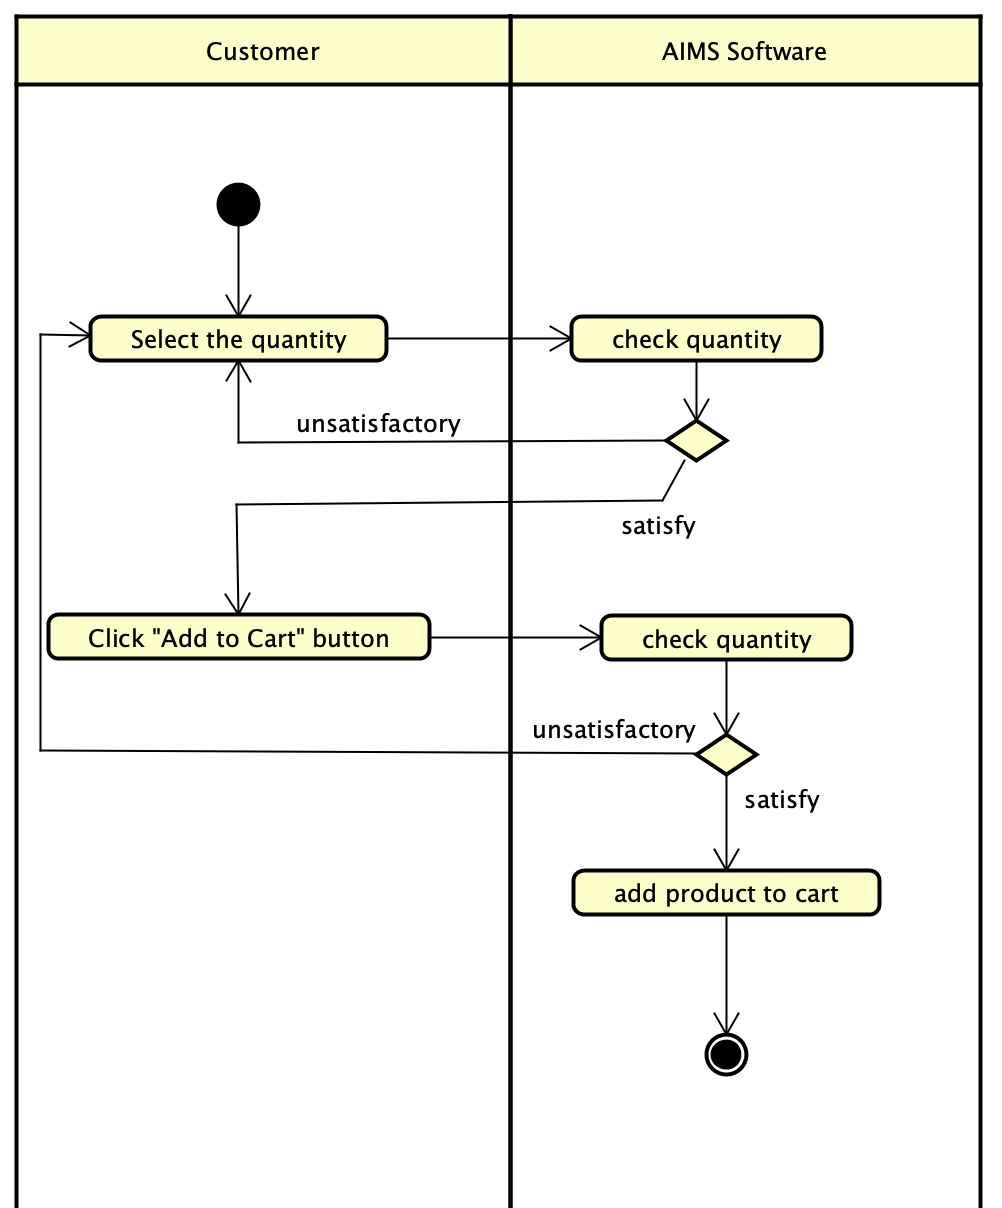 Customer
AIMS Software
Select the quantity
check quantity
unsatisfactory
satisfy
Click "Add to Cart" button
check quantity
unsatisfactory
satisfy
add product to cart